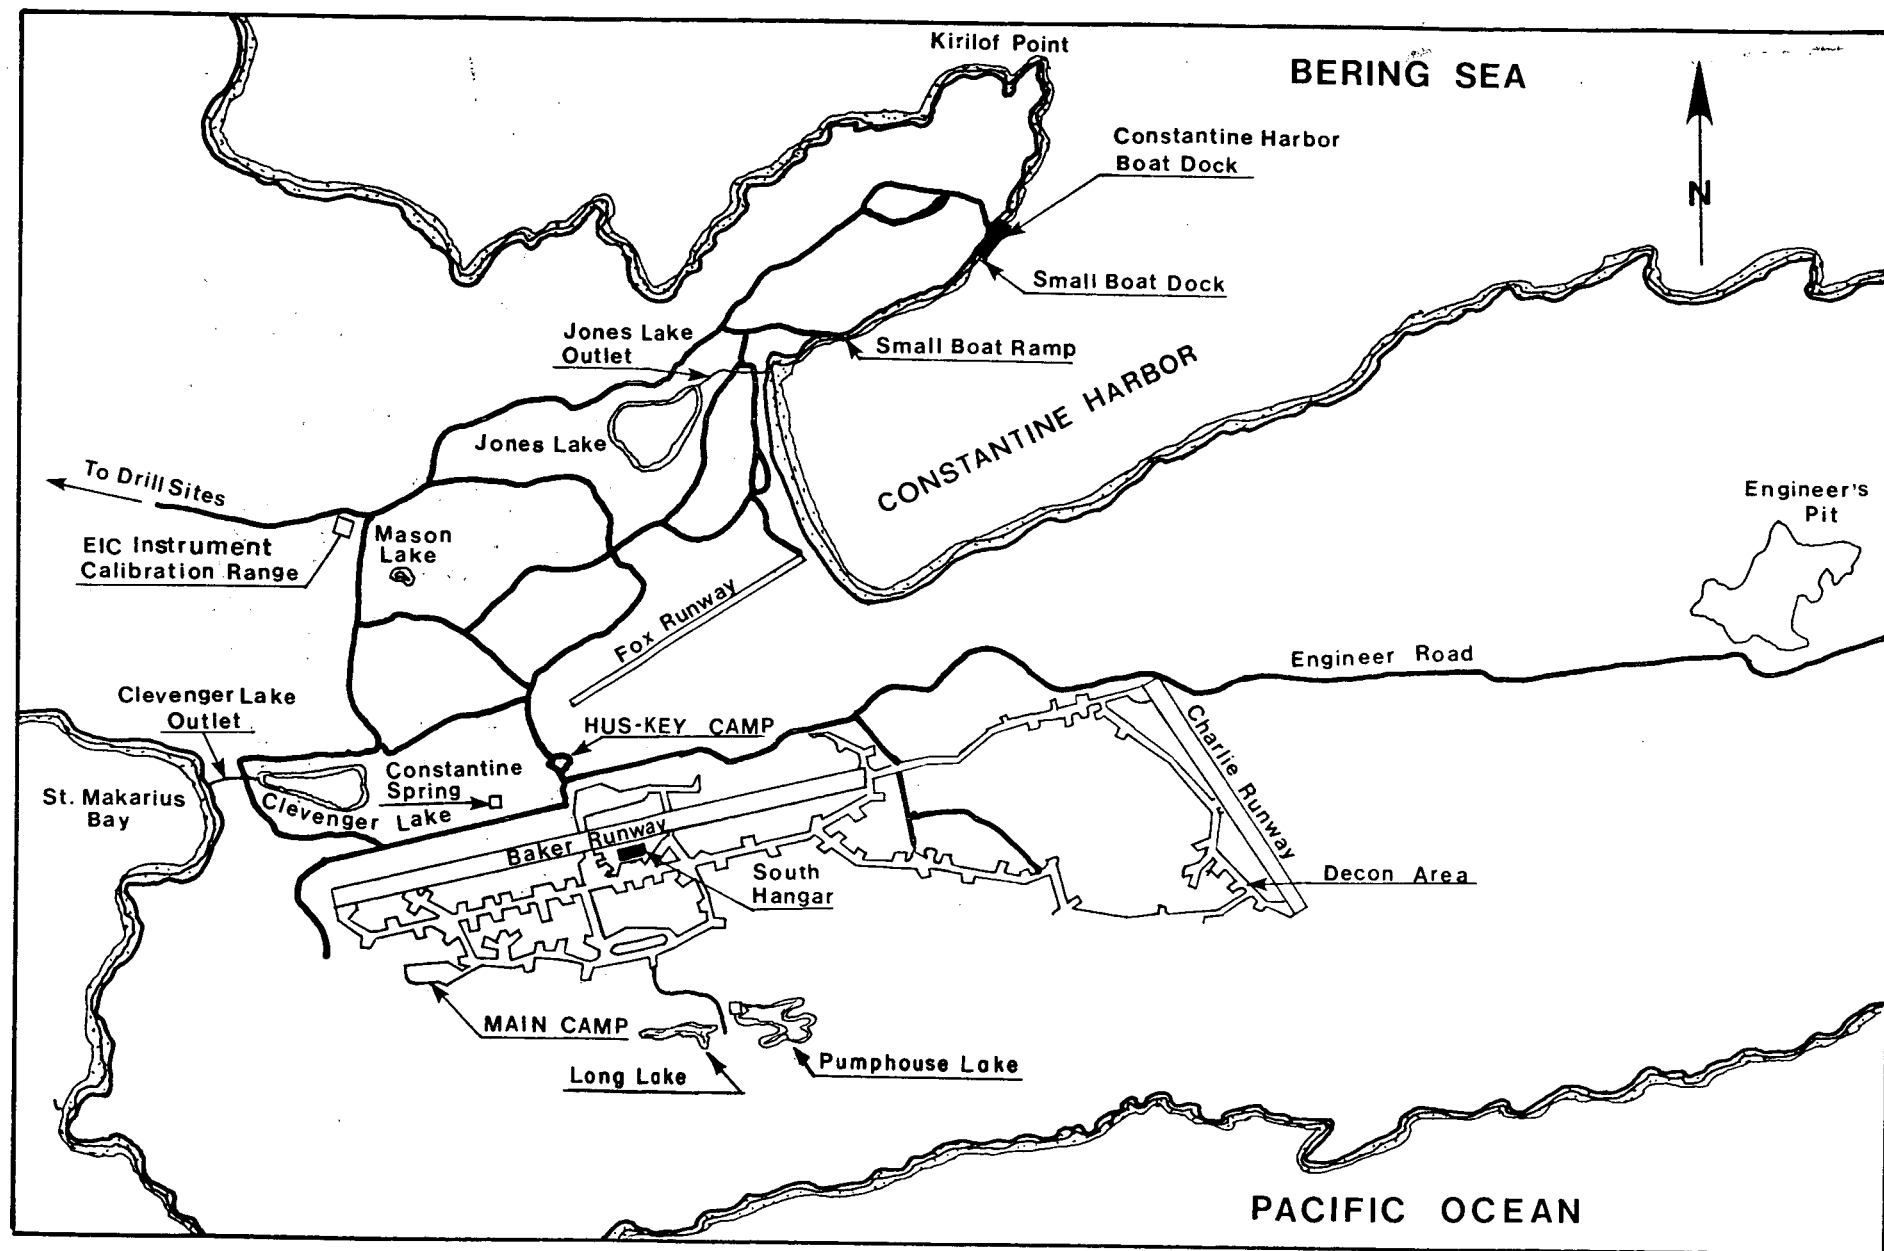 Kirilof Point
BERING SEA
Constantine Harbor
Boat Dock
N
Small Boat Dock
Jones Lake
Outlet
Small Boat Ramp
CONSTANTINE HARBOR
Jones Lake
To Drill Sites
Engineer's
Pit
Mason
Lake
EIC Instrument
Calibration Range
Fox Runway
Engineer Road
Clevenger Lake
Outlet
HUS-KEY CAMP
Charlie Runway
Constantine
Spring
St. Makarius
Bay
Clevenger Lake
Baker Runway
South
Hangar
Decon Area
MAIN CAMP
Long Lake
Pumphouse Lake
PACIFIC OCEAN